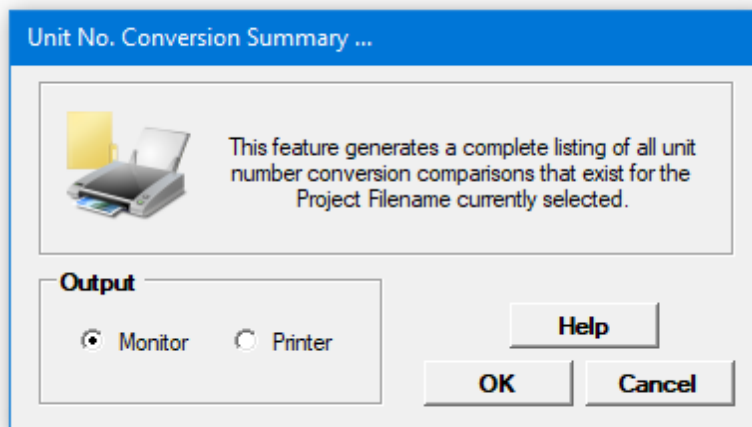 Unit No. Conversion Summary ...
This feature generates a complete listing of all unit
number conversion comparisons that exist for the
Project Filename currently selected.
Output
Monitor
Printer
Help
OK
Cancel